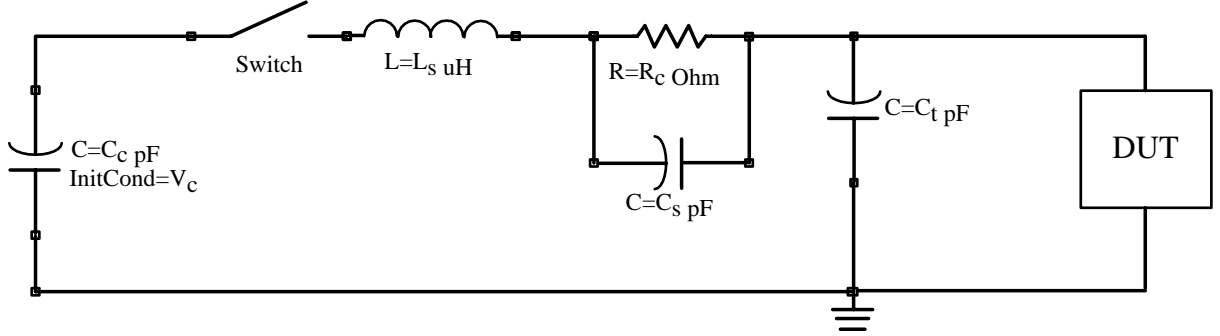 Switch
L=Ls uH
R=Rc Ohm
C=Ct pF
DUT
C=Cc pF
InitCond=Vc
C=Cs pF